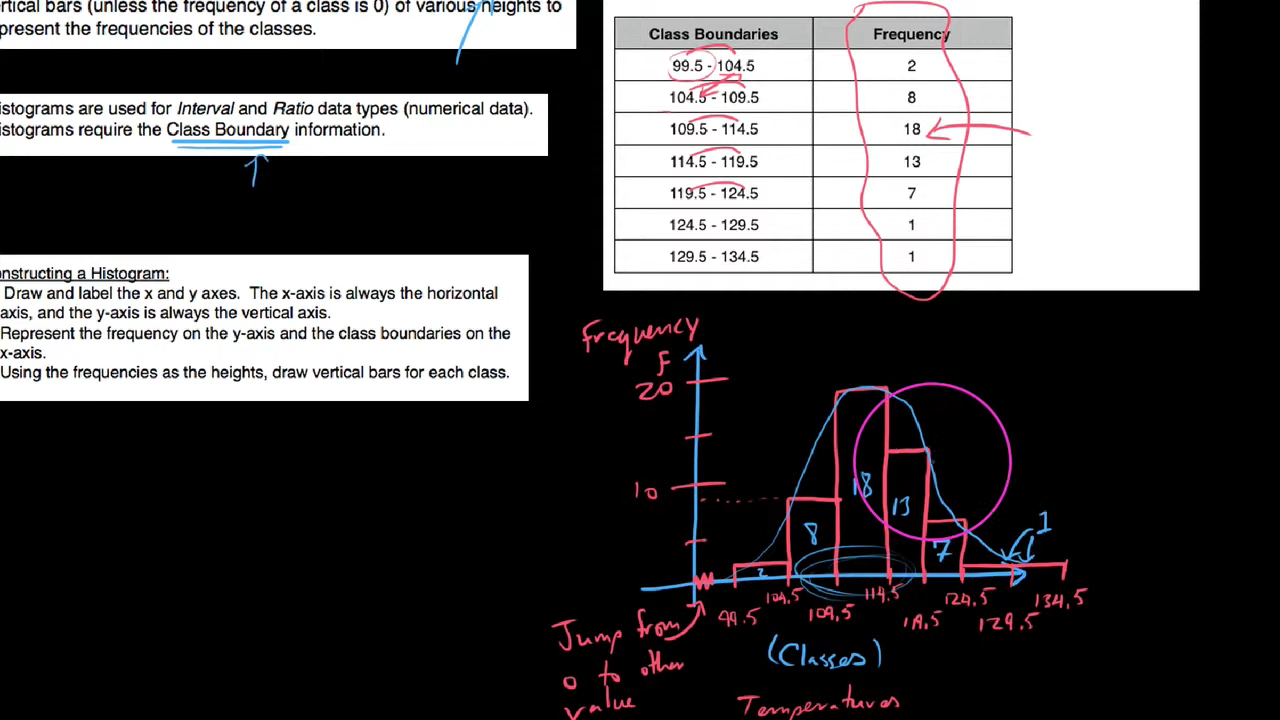 rtical bars (unless the frequency of a class is 0) of various heights to
present the frequencies of the classes.
istograms are used for Interval and Ratio data types (numerical data).
istograms require the Class Boundary information.
onstructing a Histogram:
Draw and label the x and y axes. The x-axis is always the horizontal
axis, and the y-axis is always the vertical axis.
Represent the frequency on the y-axis and the class boundaries on the
x-axis.
Using the frequencies as the heights, draw vertical bars for each class.
Class Boundaries Frequency
99.5 - 104.5 2
104.5 - 109.5 8
109.5 - 114.5 18
114.5 - 119.5 13
119.5 - 124.5 7
124.5 - 129.5 1
129.5 - 134.5 1
Frequency
f
20
10
2 8 18 13 7 1
99.5 104.5 109.5 114.5 119.5 124.5 129.5 134.5
Jump from
0 to other
value
(Classes)
Temperatures